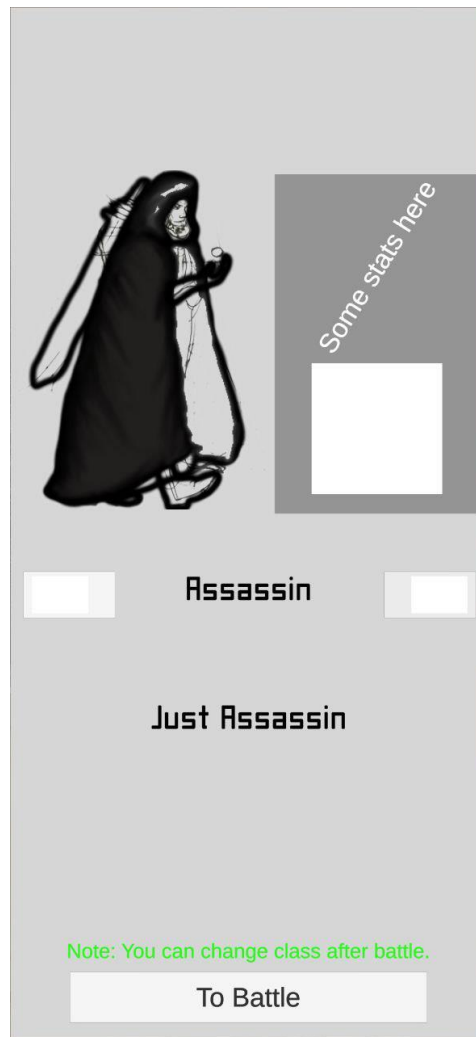 Some stats here
Assassin
Just Assassin
Note: You can change class after battle.
To Battle